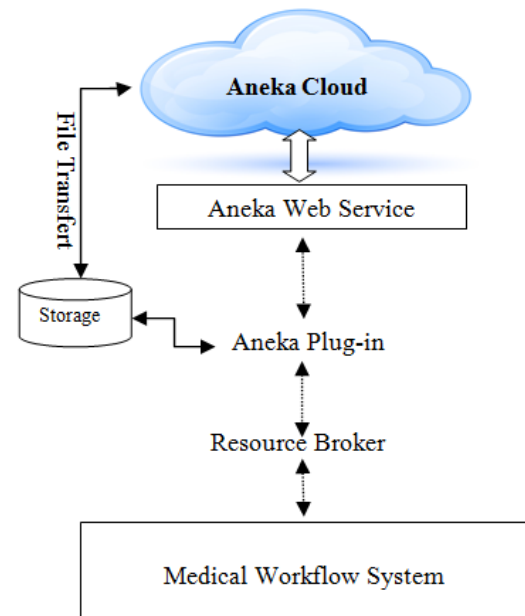 Aneka Cloud
File Transfert
Aneka Web Service
Storage
Aneka Plug-in
Resource Broker
Medical Workflow System